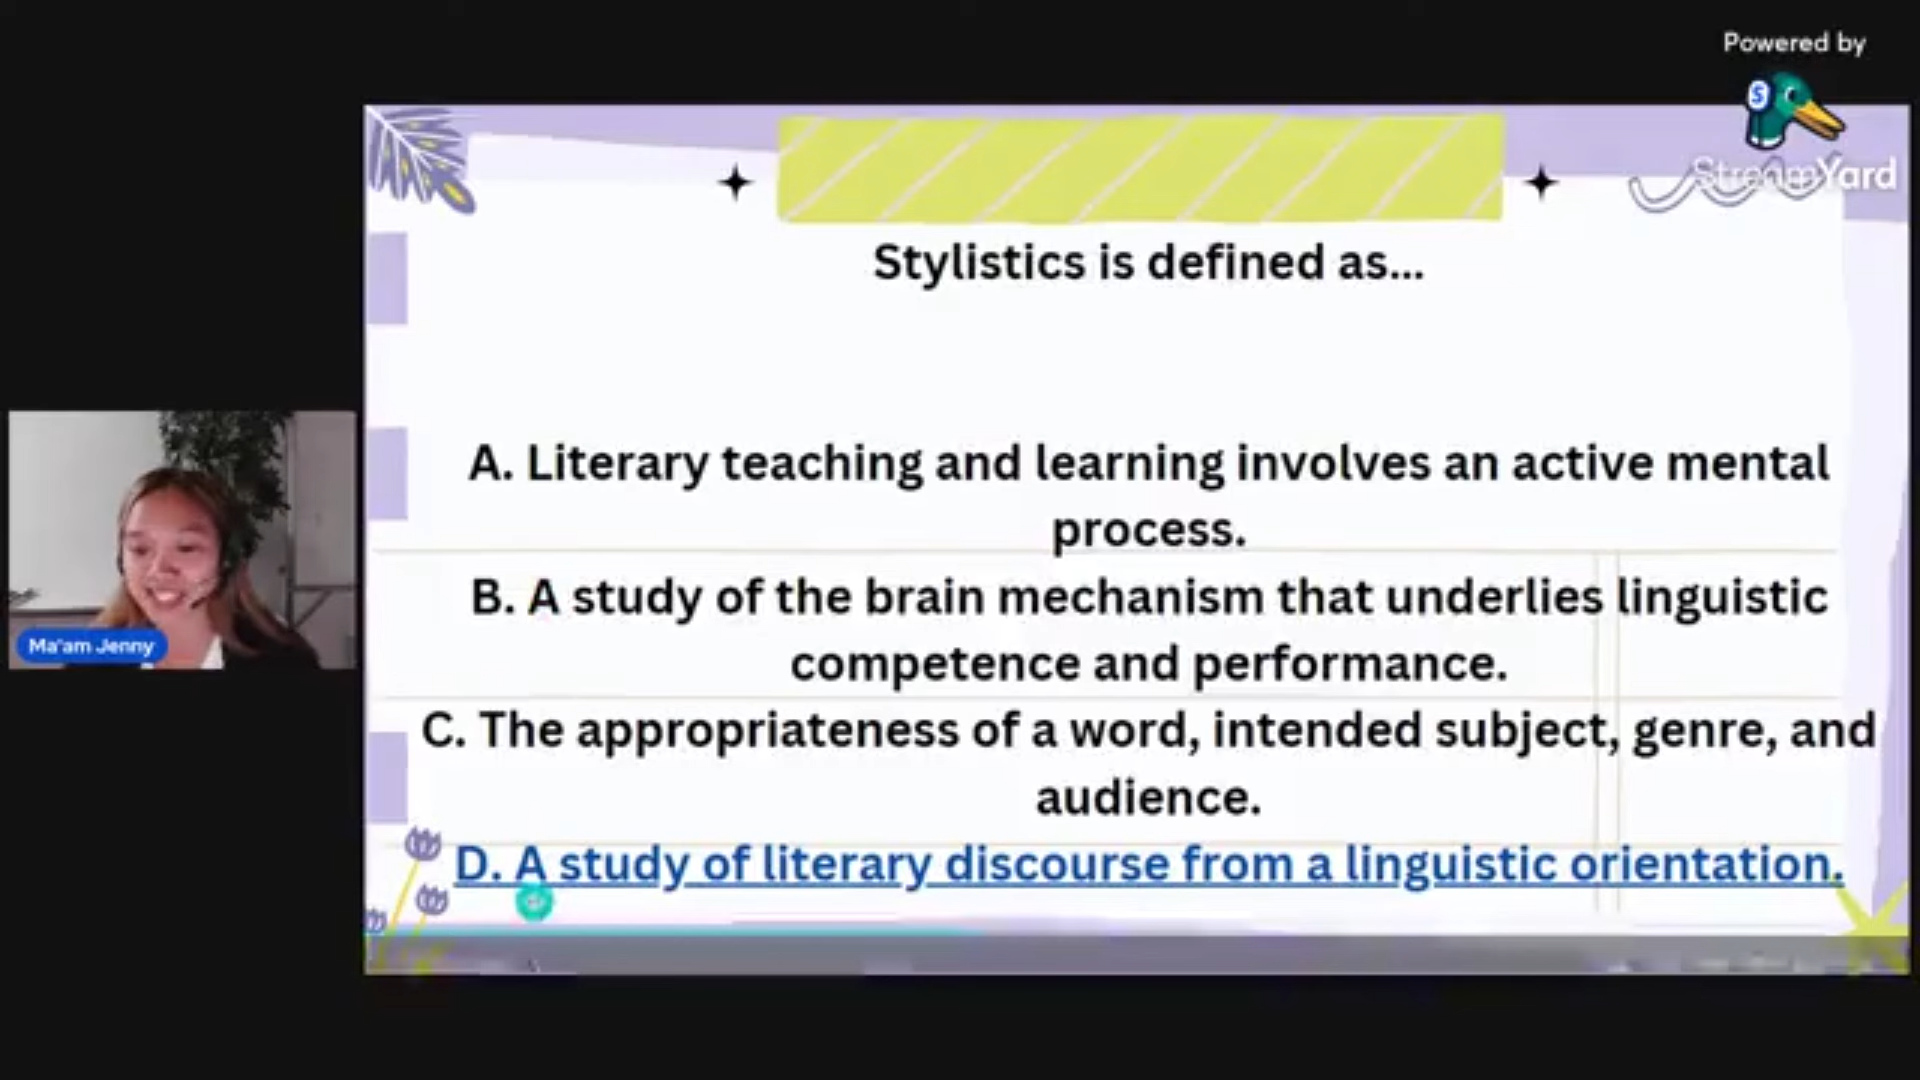 Powered by
S
StreamYard
Stylistics is defined as...
A. Literary teaching and learning involves an active mental
process.
B. A study of the brain mechanism that underlies linguistic
competence and performance.
C. The appropriateness of a word, intended subject, genre, and
audience.
D. A study of literary discourse from a linguistic orientation.
Ma'am Jenny